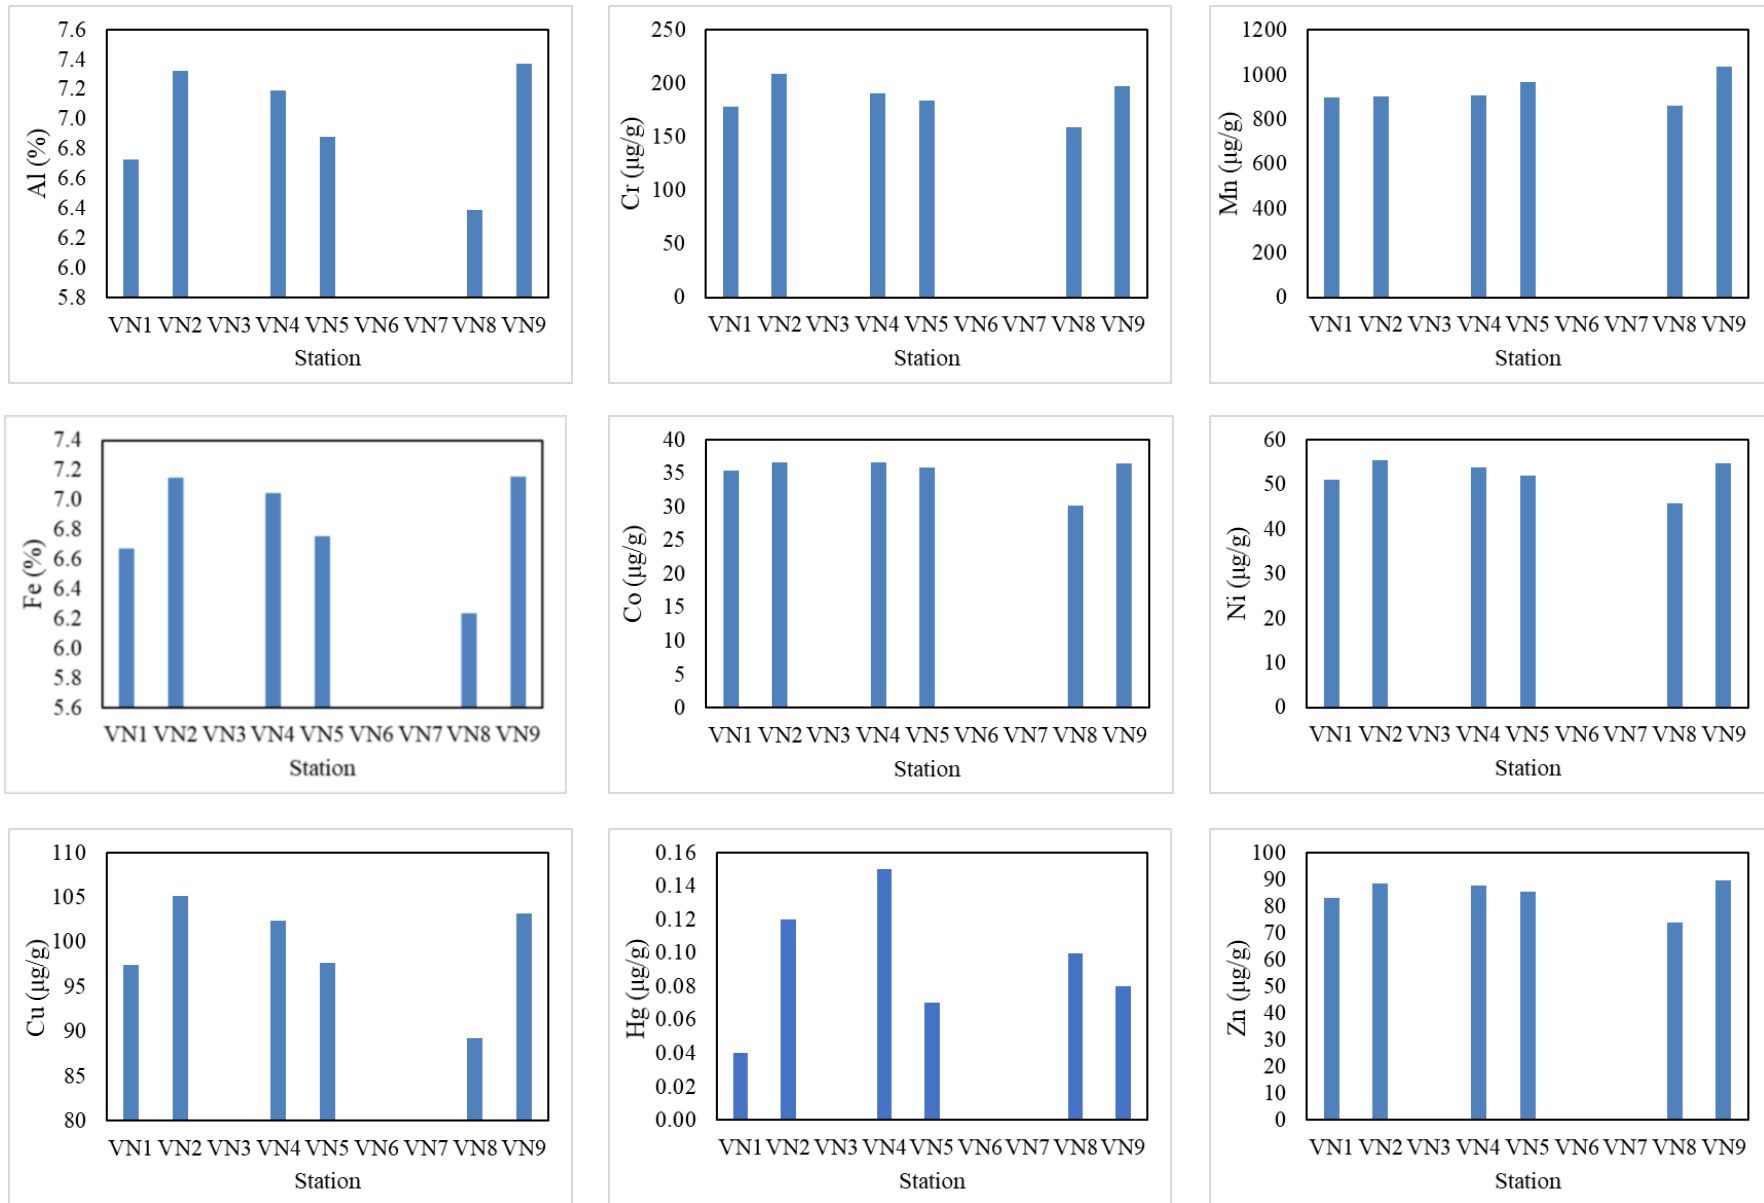 7.6
7.4
7.2
7.0
6.8
6.6
6.4
6.2
6.0
5.8
Al (%)
VN1 VN2 VN3 VN4 VN5 VN6 VN7 VN8 VN9
Station
250
200
150
100
50
0
Cr (µg/g)
VN1 VN2 VN3 VN4 VN5 VN6 VN7 VN8 VN9
Station
1200
1000
800
600
400
200
0
Mn (µg/g)
VN1 VN2 VN3 VN4 VN5 VN6 VN7 VN8 VN9
Station
7.4
7.2
7.0
6.8
6.6
6.4
6.2
6.0
5.8
5.6
Fe (%)
VN1 VN2 VN3 VN4 VN5 VN6 VN7 VN8 VN9
Station
40
35
30
25
20
15
10
5
0
Co (µg/g)
VN1 VN2 VN3 VN4 VN5 VN6 VN7 VN8 VN9
Station
60
50
40
30
20
10
0
Ni (µg/g)
VN1 VN2 VN3 VN4 VN5 VN6 VN7 VN8 VN9
Station
110
105
100
95
90
85
80
Cu (µg/g)
VN1 VN2 VN3 VN4 VN5 VN6 VN7 VN8 VN9
Station
0.16
0.14
0.12
0.10
0.08
0.06
0.04
0.02
0.00
Hg (µg/g)
VN1 VN2 VN3 VN4 VN5 VN6 VN7 VN8 VN9
Station
100
90
80
70
60
50
40
30
20
10
0
Zn (µg/g)
VN1 VN2 VN3 VN4 VN5 VN6 VN7 VN8 VN9
Station